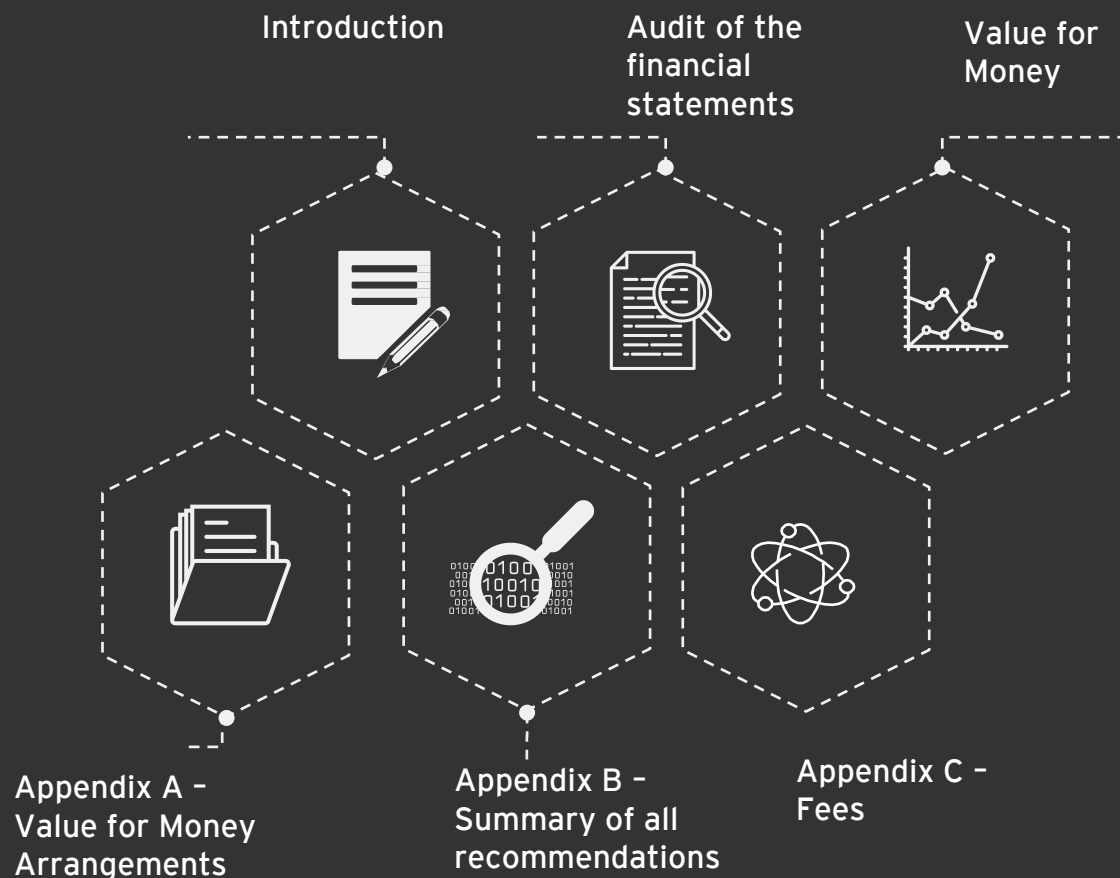 Introduction
Audit of the
financial
statements
Value for
Money
Appendix A –
Value for Money
Arrangements
Appendix B –
Summary of all
recommendations
Appendix C –
Fees